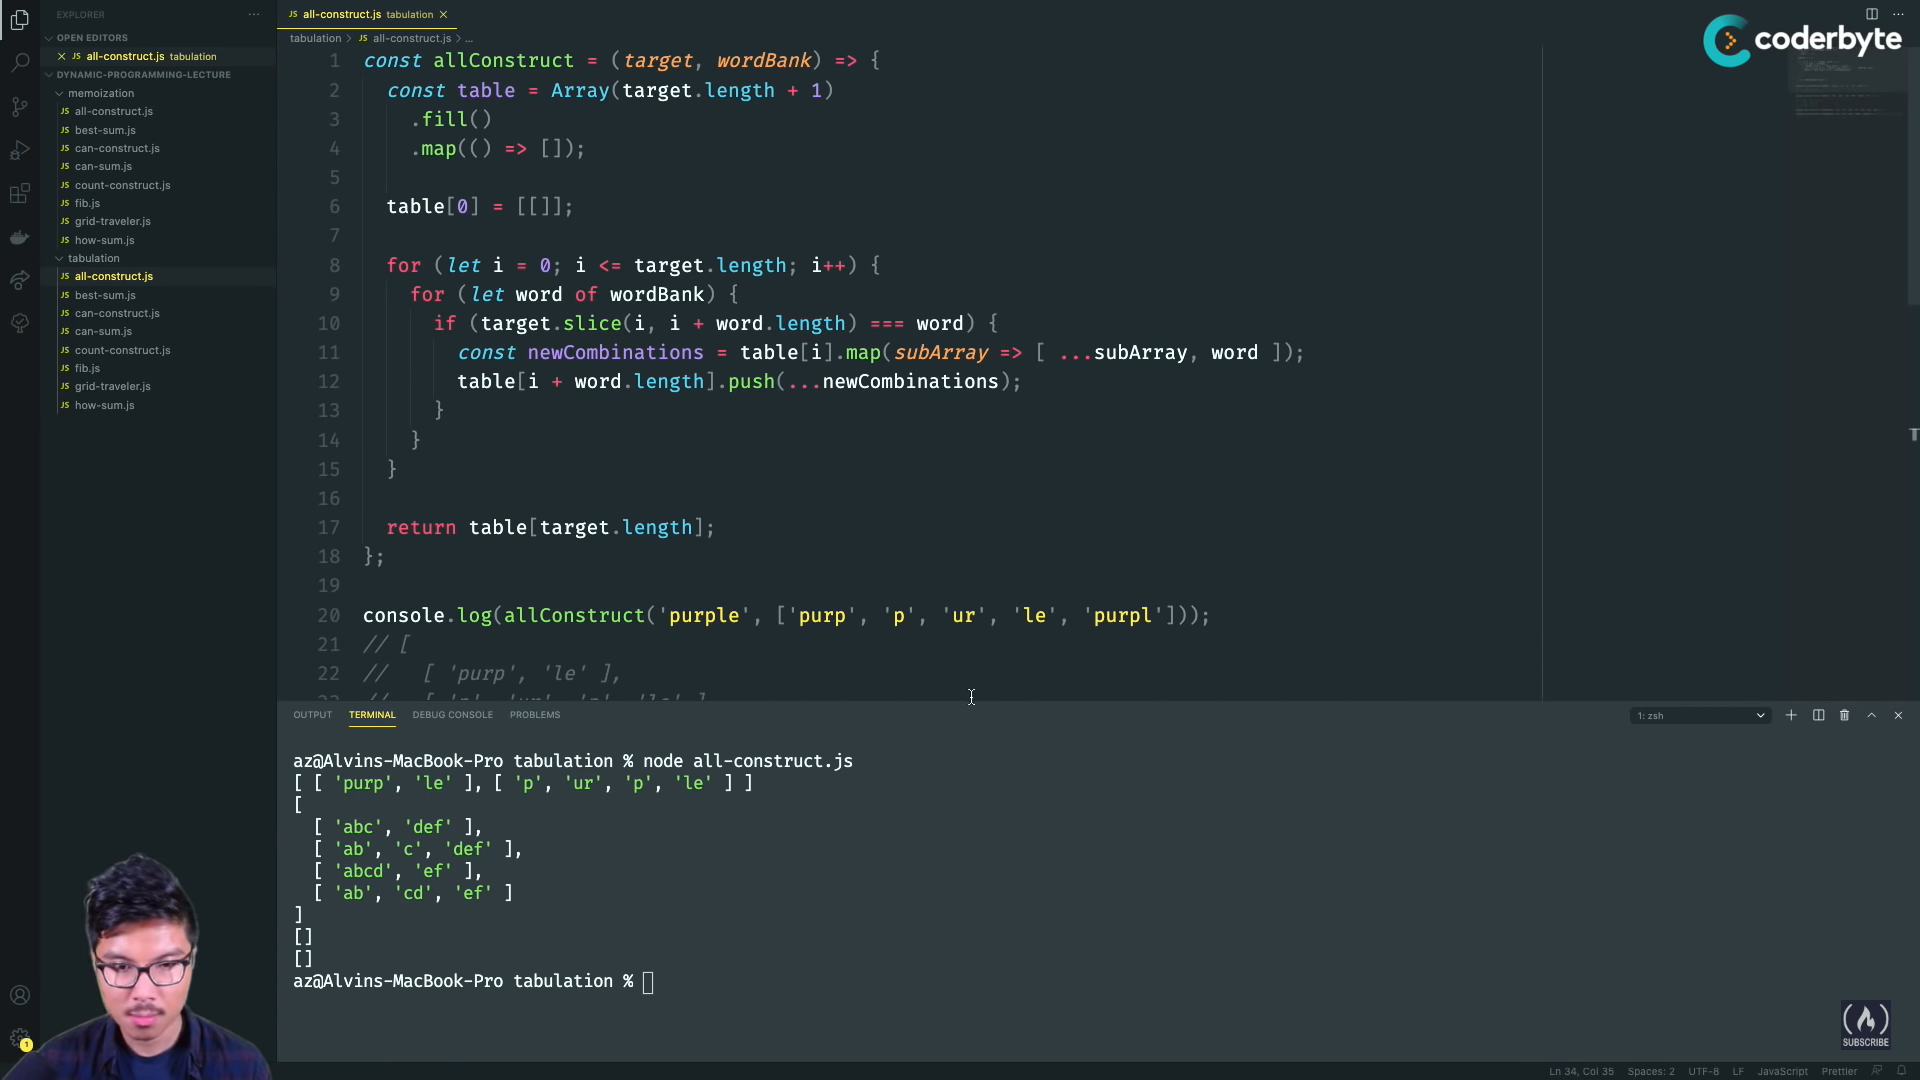 EXPLORER
OPEN EDITORS
JS all-construct.js tabulation
DYNAMIC-PROGRAMMING-LECTURE
memoization
JS all-construct.js
JS best-sum.js
JS can-construct.js
JS can-sum.js
JS count-construct.js
JS fib.js
JS grid-traveler.js
JS how-sum.js
tabulation
JS all-construct.js
JS best-sum.js
JS can-construct.js
JS can-sum.js
JS count-construct.js
JS fib.js
JS grid-traveler.js
JS how-sum.js
1
JS all-construct.js tabulation
tabulation > JS all-construct.js > ...
coderbyte
1 const allConstruct = (target, wordBank) => {
2 const table = Array(target.length + 1)
3 .fill()
4 .map(() => []);
5
6 table[0] = [[]];
7
8 for (let i = 0; i <= target.length; i++) {
9 for (let word of wordBank) {
10 if (target.slice(i, i + word.length) === word) {
11 const newCombinations = table[i].map(subArray => [ ...subArray, word ]);
12 table[i + word.length].push(...newCombinations);
13 }
14 }
15 }
16
17 return table[target.length];
18 };
19
20 console.log(allConstruct('purple', ['purp', 'p', 'ur', 'le', 'purpl']));
21 // [
22 // [ 'purp', 'le' ],
OUTPUT TERMINAL DEBUG CONSOLE PROBLEMS
1: zsh
az@Alvins-MacBook-Pro tabulation % node all-construct.js
[ [ 'purp', 'le' ], [ 'p', 'ur', 'p', 'le' ] ]
[
[ 'abc', 'def' ],
[ 'ab', 'c', 'def' ],
[ 'abcd', 'ef' ],
[ 'ab', 'cd', 'ef' ]
]
[]
[]
az@Alvins-MacBook-Pro tabulation %
SUBSCRIBE
Ln 34, Col 35 Spaces: 2 UTF-8 LF JavaScript Prettier